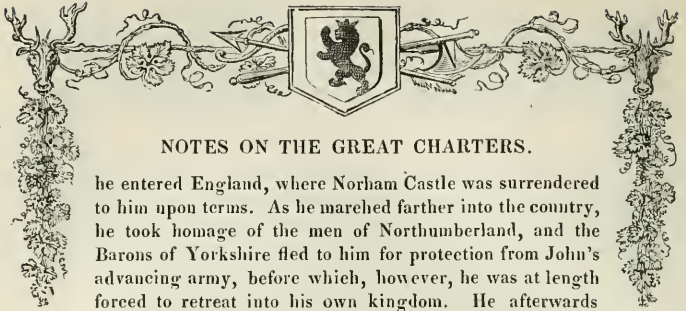 NOTES ON THE GREAT CHARTERS.
he entered England, where Norham Castle was surrendered
to him upon terms. As he marched farther into the country,
he took homage of the men of Northumberland, and the
Barons of Yorkshire fled to him for protection from John's
advancing army, before which, however, he was at length
forced to retreat into his own kingdom. He afterwards